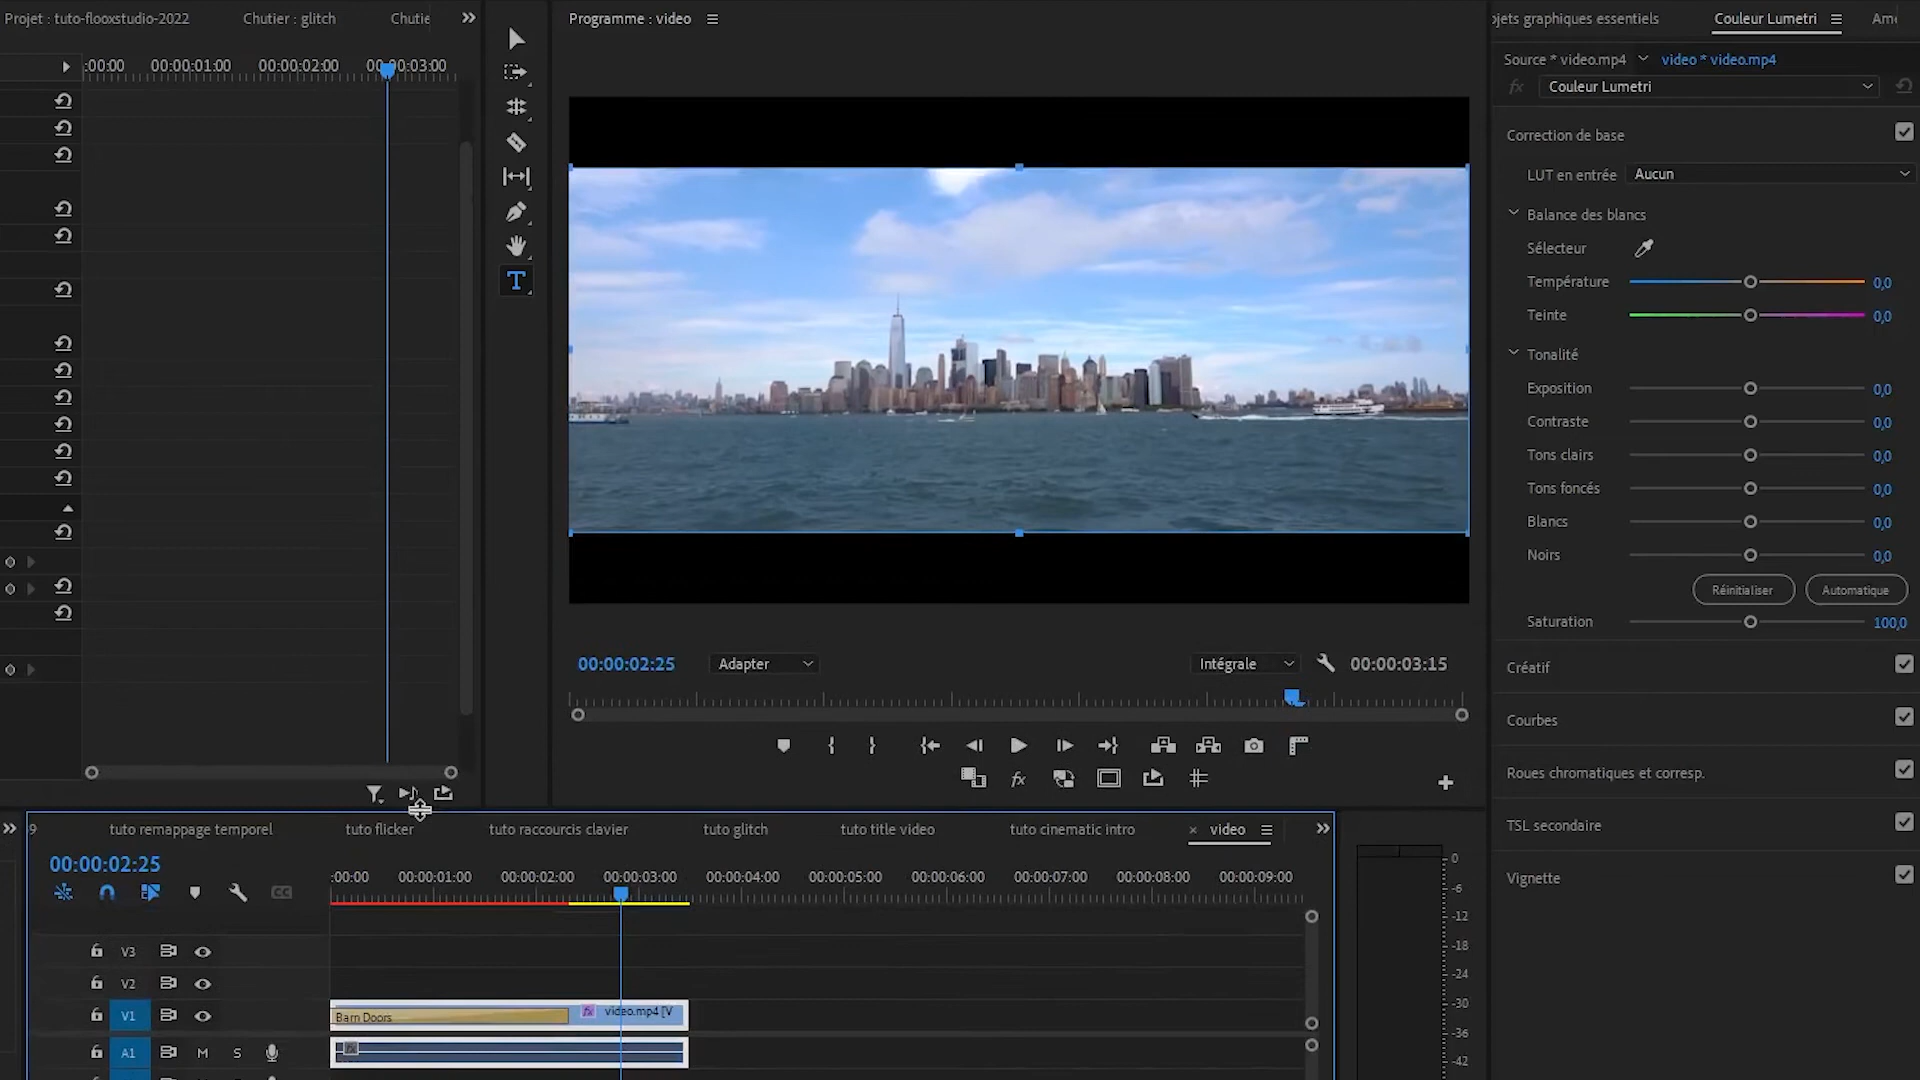 Projet : tuto-flooxstudio-2022
Chutier : glitch
Chutie
:00:00
00:00:01:00
00:00:02:00
00:00:03:00
Programme : video
00:00:02:25
Adapter
Intégrale
00:00:03:15
fx
bjets graphiques essentiels
Couleur Lumetri
Amé
Source * video.mp4
video * video.mp4
fx
Couleur Lumetri
Correction de base
LUT en entrée
Aucun
Balance des blancs
Sélecteur
Température
0,0
Teinte
0,0
Tonalité
Exposition
0,0
Contraste
0,0
Tons clairs
0,0
Tons foncés
0,0
Blancs
0,0
Noirs
0,0
Réinitialiser
Automatique
Saturation
100,0
Créatif
Courbes
Roues chromatiques et corresp.
TSL secondaire
Vignette
9
tuto remappage temporel
tuto flicker
tuto raccourcis clavier
tuto glitch
tuto title video
tuto cinematic intro
× video
00:00:02:25
CC
:00:00
00:00:01:00
00:00:02:00
00:00:03:00
00:00:04:00
00:00:05:00
00:00:06:00
00:00:07:00
00:00:08:00
00:00:09:00
V3
V2
V1
Barn Doors
fx
video.mp4 [V
A1
M
S
fx
0
-6
-12
-18
-24
-30
-36
-42